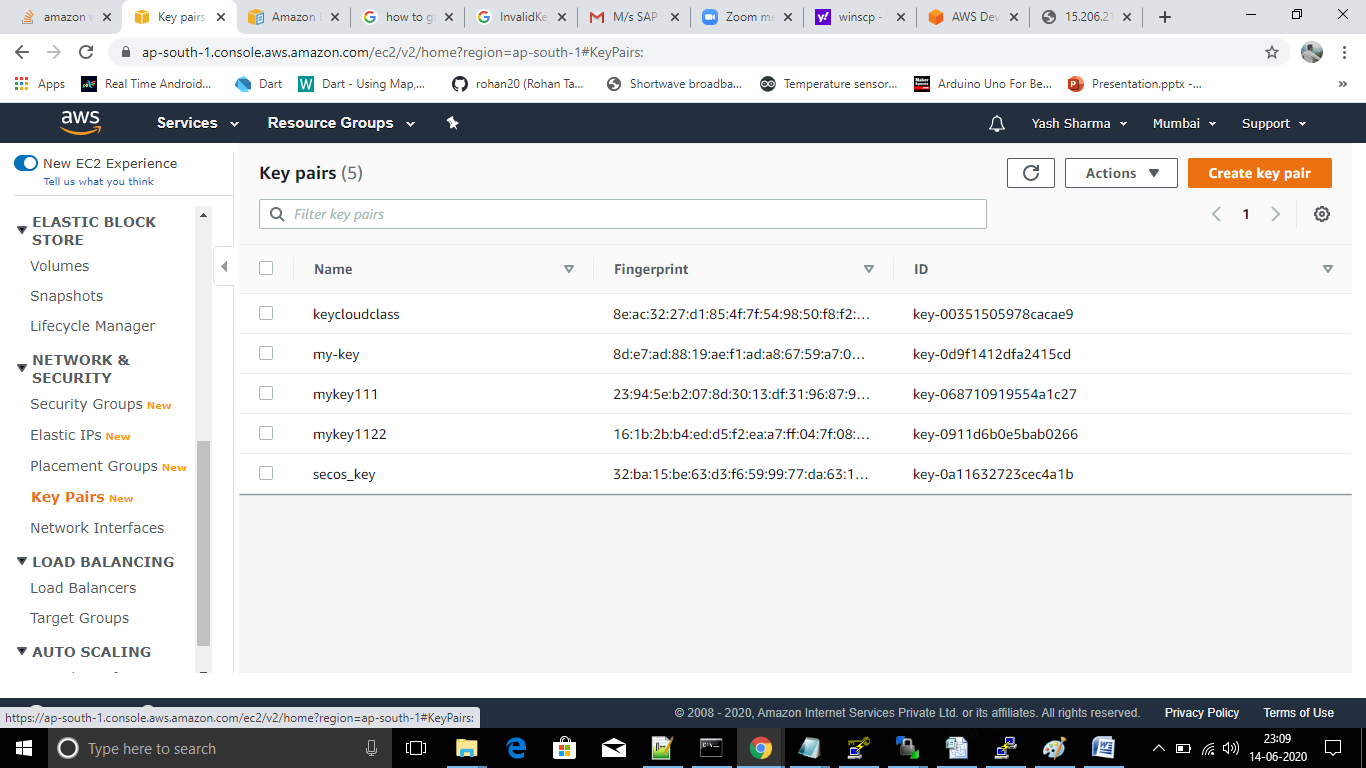 amazon w
Key pairs
Amazon
how to g
InvalidKe
M/s SAP
Zoom me
winscp -
AWS Dev
15.206.21
ap-south-1.console.aws.amazon.com/ec2/v2/home?region=ap-south-1#KeyPairs:
Apps
Real Time Android...
Dart
Dart - Using Map,...
rohan20 (Rohan Ta...
Shortwave broadba...
Temperature sensor...
Arduino Uno For Be...
Presentation.pptx -...
aws
Services
Resource Groups
Yash Sharma
Mumbai
Support
New EC2 Experience
Tell us what you think
ELASTIC BLOCK
STORE
Volumes
Snapshots
Lifecycle Manager
NETWORK &
SECURITY
Security Groups New
Elastic IPs New
Placement Groups New
Key Pairs New
Network Interfaces
LOAD BALANCING
Load Balancers
Target Groups
AUTO SCALING
Key pairs (5)
Actions
Create key pair
Filter key pairs
1
Name Fingerprint ID
keycloudclass 8e:ac:32:27:d1:85:4f:7f:54:98:50:f8:f2:... key-00351505978cacae9
my-key 8d:e7:ad:88:19:ae:f1:ad:a8:67:59:a7:0... key-0d9f1412dfa2415cd
mykey111 23:94:5e:b2:07:8d:30:13:df:31:96:87:9... key-068710919554a1c27
mykey1122 16:1b:2b:b4:ed:d5:f2:ea:a7:ff:04:7f:08:... key-0911d6b0e5bab0266
secos_key 32:ba:15:be:63:d3:f6:59:99:77:da:63:1... key-0a11632723cec4a1b
https://ap-south-1.console.aws.amazon.com/ec2/v2/home?region=ap-south-1#KeyPairs:
© 2008 - 2020, Amazon Internet Services Private Ltd. or its affiliates. All rights reserved.
Privacy Policy
Terms of Use
Type here to search
23:09
14-06-2020